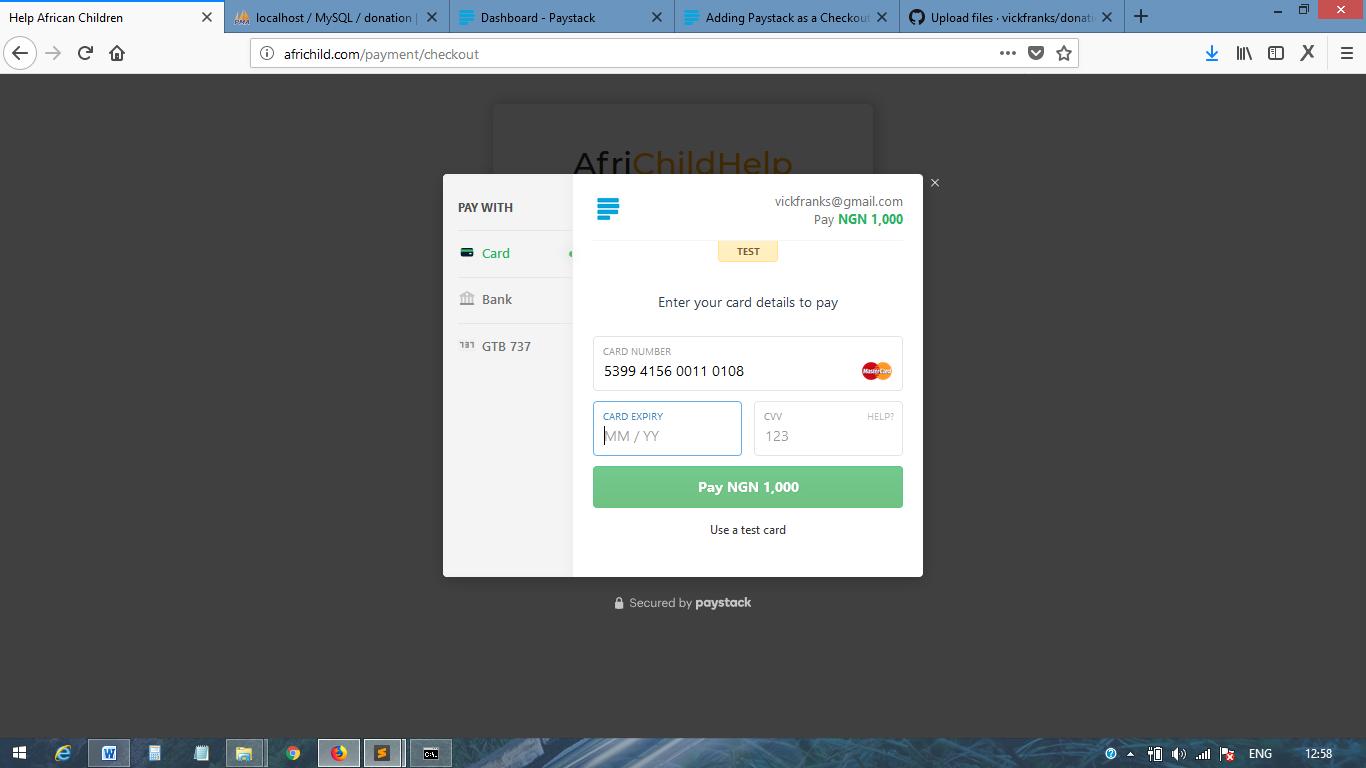 Help African Children
localhost / MySQL / donation |
Dashboard - Paystack
Adding Paystack as a Checkout
Upload files · vickfranks/donati
africhild.com/payment/checkout
AfriChildHelp
PAY WITH
Card
Bank
737 GTB 737
vickfranks@gmail.com
Pay NGN 1,000
TEST
Enter your card details to pay
CARD NUMBER
5399 4156 0011 0108
MasterCard
CARD EXPIRY
MM / YY
CVV HELP?
123
Pay NGN 1,000
Use a test card
Secured by paystack
ENG 12:58